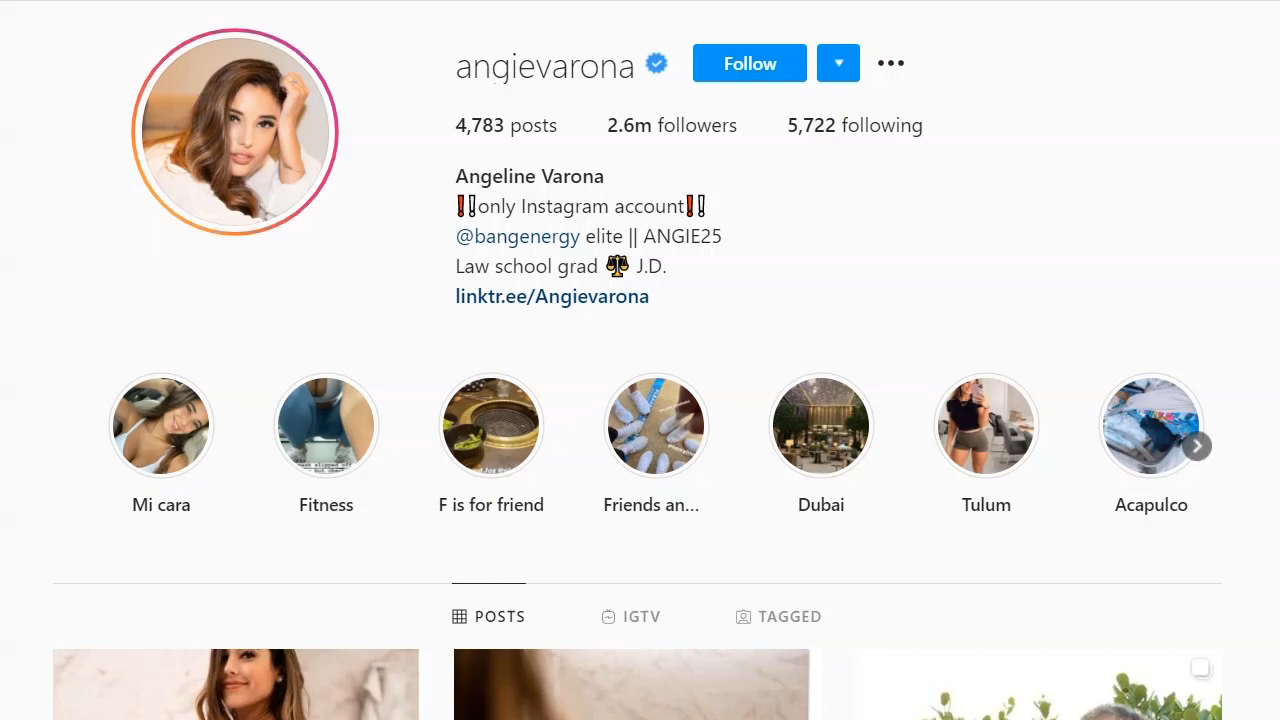 angievarona
Follow
4,783 posts 2.6m followers 5,722 following
Angeline Varona
‼️only Instagram account‼️
@bangenergy elite || ANGIE25
Law school grad ⚖️ J.D.
linktr.ee/Angievarona
Mi cara Fitness F is for friend Friends an... Dubai Tulum Acapulco
POSTS IGTV TAGGED